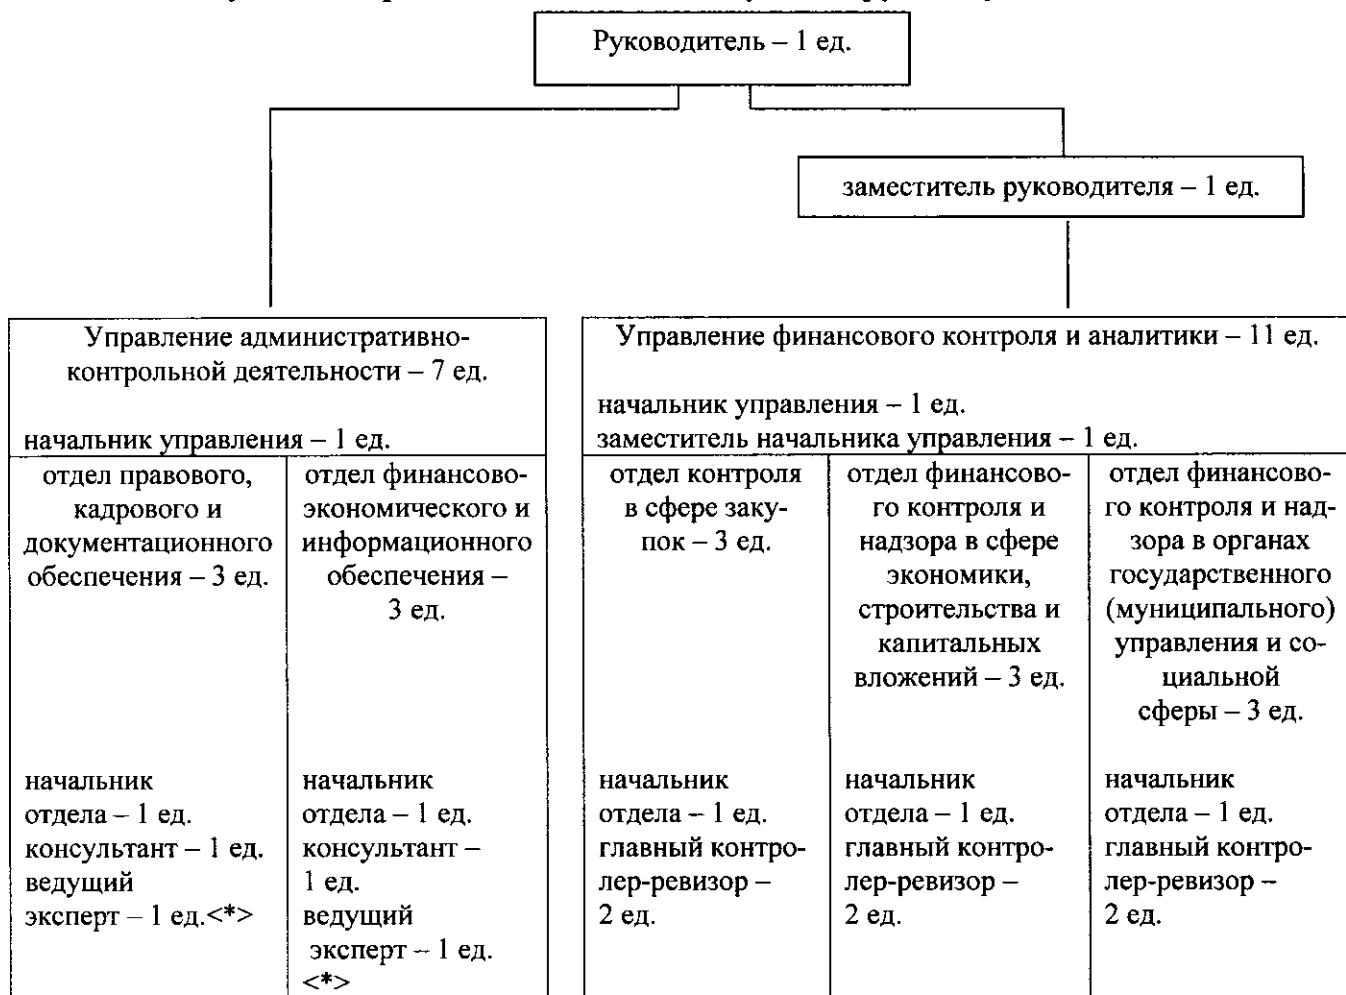 Руководитель – 1 ед.
заместитель руководителя – 1 ед.
Управление административно-
контрольной деятельности – 7 ед.
начальник управления – 1 ед.
отдел правового,
кадрового и
документационного
обеспечения – 3 ед.
начальник
отдела – 1 ед.
консультант – 1 ед.
ведущий
эксперт – 1 ед.<*>
отдел финансово-
экономического и
информационного
обеспечения –
3 ед.
начальник
отдела – 1 ед.
консультант –
1 ед.
ведущий
эксперт – 1 ед.
<*>
Управление финансового контроля и аналитики – 11 ед.
начальник управления – 1 ед.
заместитель начальника управления – 1 ед.
отдел контроля
в сфере заку-
пок – 3 ед.
начальник
отдела – 1 ед.
главный контро-
лер-ревизор –
2 ед.
отдел финансово-
го контроля и
надзора в сфере
экономики,
строительства и
капитальных
вложений – 3 ед.
начальник
отдела – 1 ед.
главный контро-
лер-ревизор –
2 ед.
отдел финансово-
го контроля и над-
зора в органах
государственного
(муниципального)
управления и со-
циальной
сферы – 3 ед.
начальник
отдела – 1 ед.
главный контро-
лер-ревизор –
2 ед.